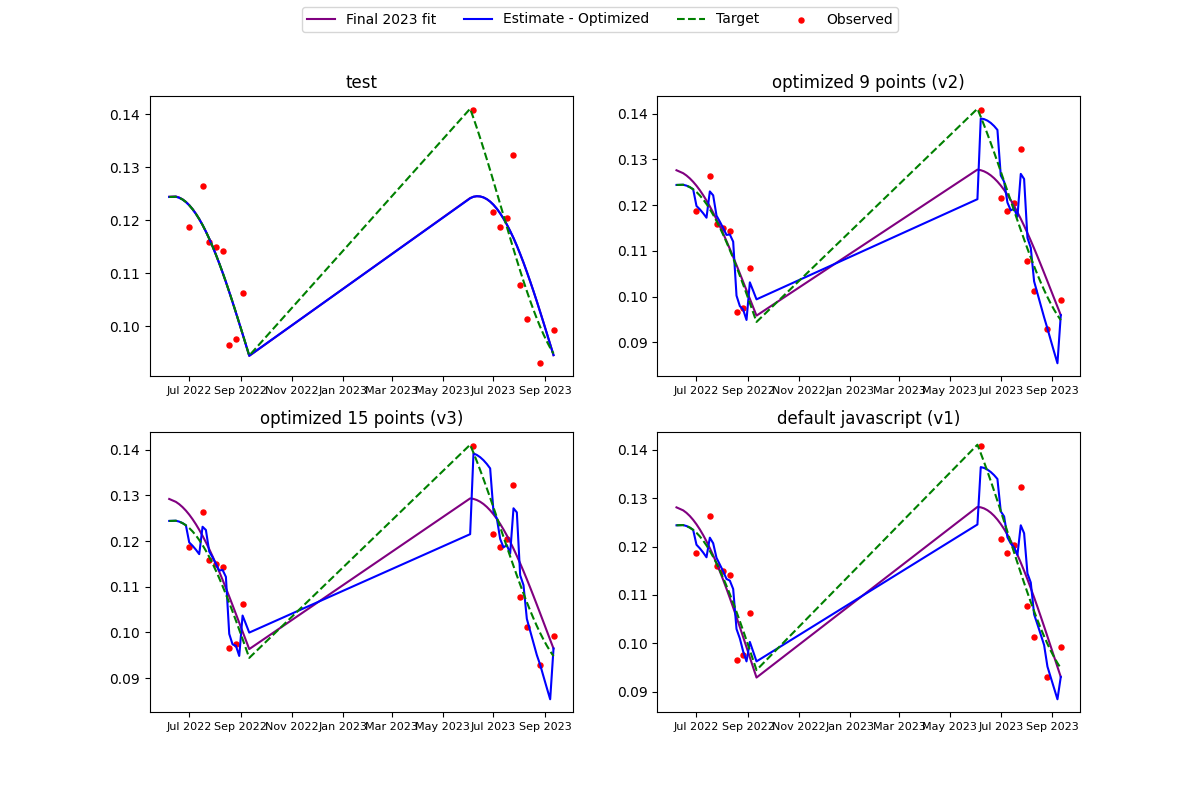 Final 2023 fit Estimate - Optimized Target Observed
test
0.14
0.13
0.12
0.11
0.10
Jul 2022 Sep 2022 Nov 2022 Jan 2023 Mar 2023 May 2023 Jul 2023 Sep 2023
optimized 9 points (v2)
0.14
0.13
0.12
0.11
0.10
0.09
Jul 2022 Sep 2022 Nov 2022 Jan 2023 Mar 2023 May 2023 Jul 2023 Sep 2023
optimized 15 points (v3)
0.14
0.13
0.12
0.11
0.10
0.09
Jul 2022 Sep 2022 Nov 2022 Jan 2023 Mar 2023 May 2023 Jul 2023 Sep 2023
default javascript (v1)
0.14
0.13
0.12
0.11
0.10
0.09
Jul 2022 Sep 2022 Nov 2022 Jan 2023 Mar 2023 May 2023 Jul 2023 Sep 2023